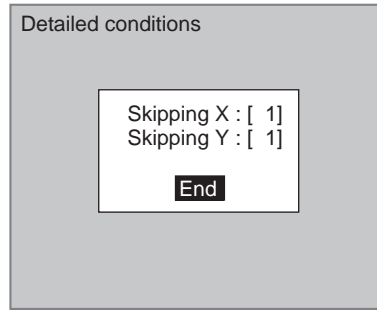 Detailed conditions
Skipping X : [  1]
Skipping Y : [  1]
End